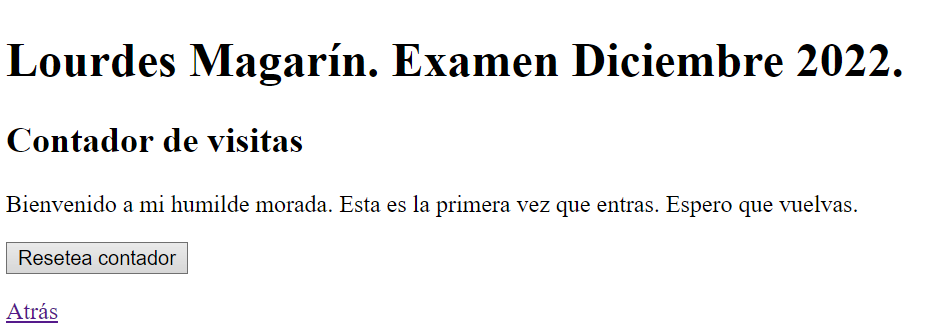 Lourdes Magarín. Examen Diciembre 2022.
Contador de visitas
Bienvenido a mi humilde morada. Esta es la primera vez que entras. Espero que vuelvas.
Resetea contador
Atrás